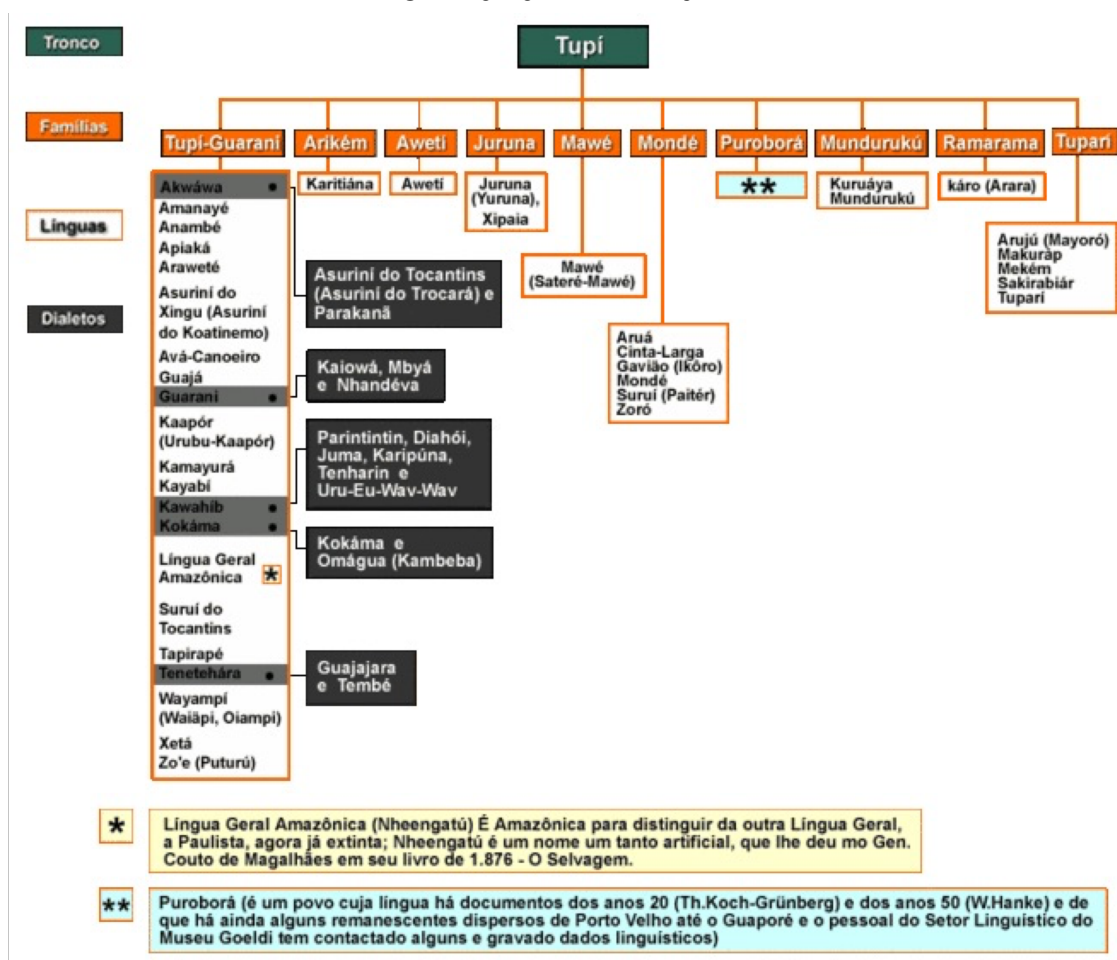 Tronco
Tupí
Famílias
Tupí-Guaraní
Arikém
Awetí
Juruna
Mawé
Mondé
Puroborá
Mundurukú
Ramarama
Tuparí
Línguas
Dialetos
Akwáwa
Amanayé
Anambé
Apiaká
Araweté
Asuriní do
Xingu (Asuriní
do Koatinemo)
Avá-Canoeiro
Guajá
Guarani
Kaapór
(Urubu-Kaapór)
Kamayurá
Kayabí
Kawahíb
Kokáma
Língua Geral
Amazônica *
Suruí do
Tocantins
Tapirapé
Tenetehára
Wayampí
(Waiãpi, Oiampi)
Xetá
Zo'e (Puturú)
Asuriní do Tocantins
(Asuriní do Trocará) e
Parakanã
Kaiowá, Mbyá
e Nhandéva
Parintintin, Diahói,
Juma, Karipúna,
Tenharin e
Uru-Eu-Wav-Wav
Kokáma e
Omágua (Kambeba)
Guajajara
e Tembé
Karitiána
Awetí
Juruna
(Yuruna),
Xipaia
Mawé
(Sateré-Mawé)
Aruá
Cinta-Larga
Gavião (Ikôro)
Mondé
Suruí (Paitér)
Zoró
**
Kuruáya
Mundurukú
káro (Arara)
Arujú (Mayoró)
Makuráp
Mekém
Sakirabiár
Tuparí
* Língua Geral Amazônica (Nheengatú) É Amazônica para distinguir da outra Língua Geral,
a Paulista, agora já extinta; Nheengatú é um nome um tanto artificial, que lhe deu mo Gen.
Couto de Magalhães em seu livro de 1.876 - O Selvagem.
** Puroborá (é um povo cuja língua há documentos dos anos 20 (Th.Koch-Grünberg) e dos anos 50 (W.Hanke) e de
que há ainda alguns remanescentes dispersos de Porto Velho até o Guaporé e o pessoal do Setor Linguístico do
Museu Goeldi tem contactado alguns e gravado dados linguísticos)